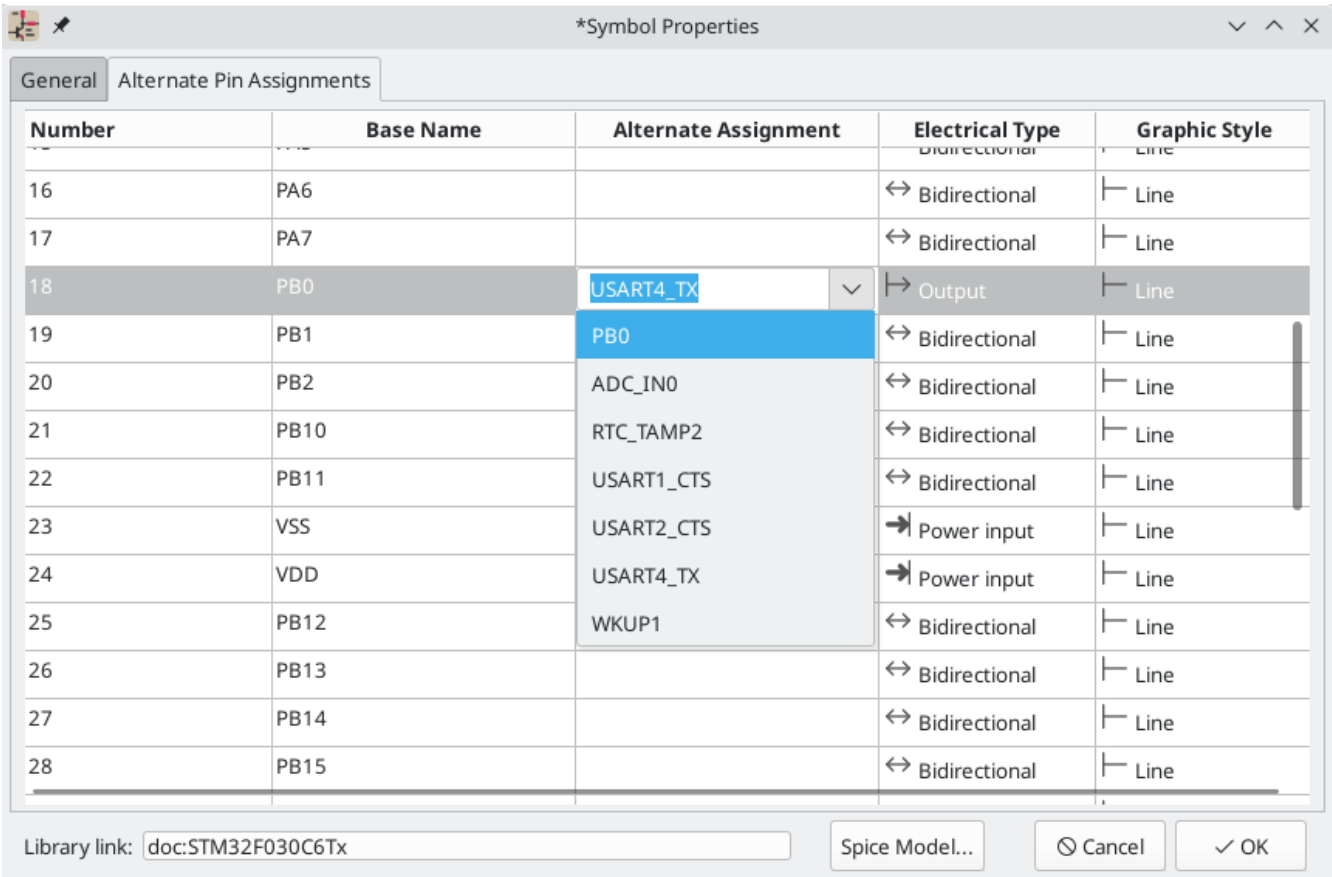 *Symbol Properties
General Alternate Pin Assignments
Number Base Name Alternate Assignment Electrical Type Graphic Style
Bidirectional Line
16 PA6 Bidirectional Line
17 PA7 Bidirectional Line
18 PB0 USART4_TX Output Line
19 PB1 PB0 Bidirectional Line
20 PB2 ADC_IN0 Bidirectional Line
21 PB10 RTC_TAMP2 Bidirectional Line
22 PB11 USART1_CTS Bidirectional Line
23 VSS USART2_CTS Power input Line
24 VDD USART4_TX Power input Line
25 PB12 WKUP1 Bidirectional Line
26 PB13 Bidirectional Line
27 PB14 Bidirectional Line
28 PB15 Bidirectional Line
Library link: doc:STM32F030C6Tx Spice Model... Cancel OK